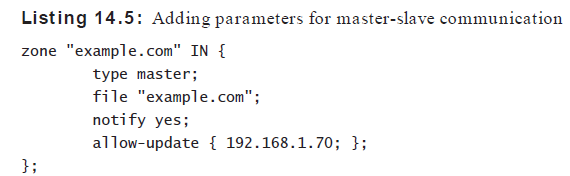 Listing 14.5: Adding parameters for master-slave communication
zone "example.com" IN {
type master;
file "example.com";
notify yes;
allow-update { 192.168.1.70; };
};